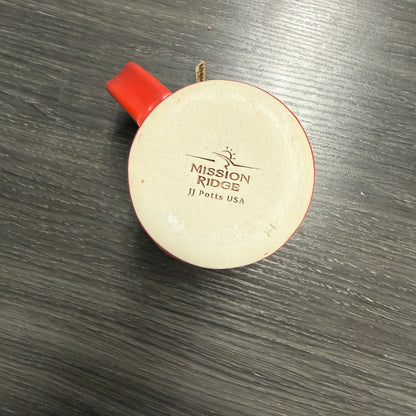 MISSION
RIDGE
JJ Potts USA